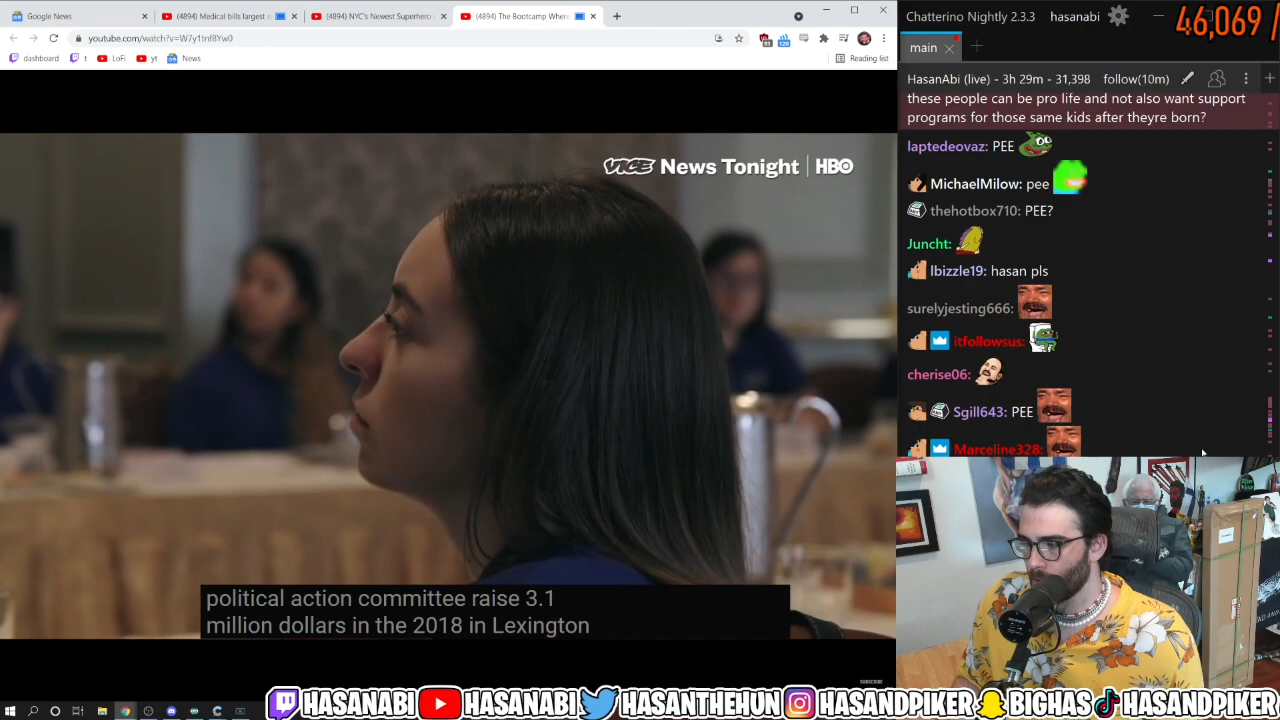 Google News
(4894) Medical bills largest s
(4894) NYC's Newest Superhero
(4894) The Bootcamp Where
youtube.com/watch?v=W7y1tnf8Yw0
dashboard
t
LoFi
yt
News
Reading list
VICE News Tonight | HBO
political action committee raise 3.1
million dollars in the 2018 in Lexington
SUBSCRIBE
Chatterino Nightly 2.3.3
hasanabi
46,069 /
main
HasanAbi (live) - 3h 29m - 31,398
follow(10m)
these people can be pro life and not also want support
programs for those same kids after theyre born?
laptedeovaz: PEE
MichaelMilow: pee
thehotbox710: PEE?
Juncht:
lbizzle19: hasan pls
surelyjesting666:
itfollowsus:
cherise06:
Sgill643: PEE
Marceline328:
HASANABI
HASANABI
HASANTHEHUN
HASANDPIKER
BIGHAS
HASANDPIKER